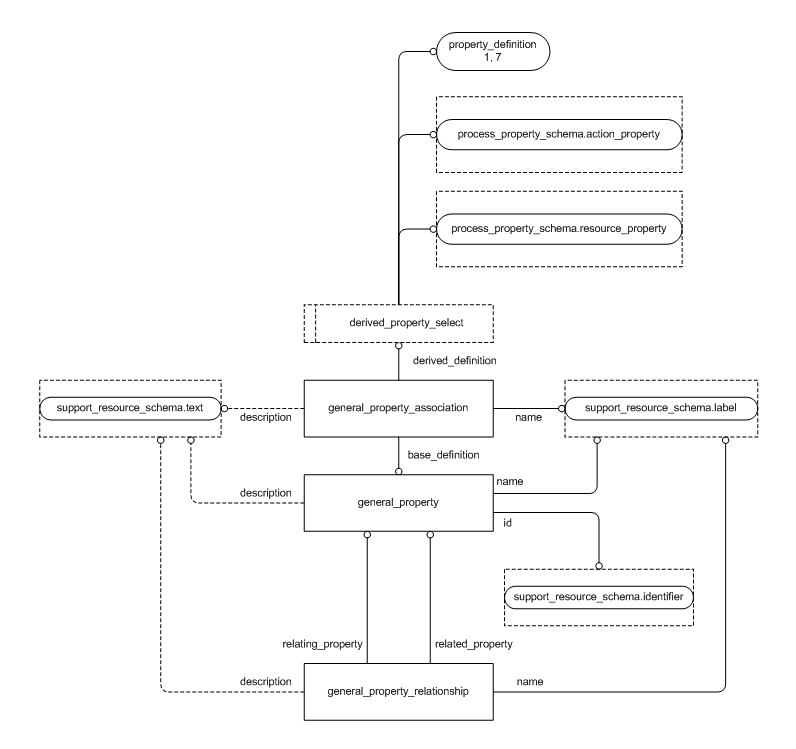 property_definition
1, 7
process_property_schema.action_property
process_property_schema.resource_property
derived_property_select
derived_definition
support_resource_schema.text
description
general_property_association
name
support_resource_schema.label
base_definition
description
general_property
name
id
support_resource_schema.identifier
relating_property
related_property
description
general_property_relationship
name